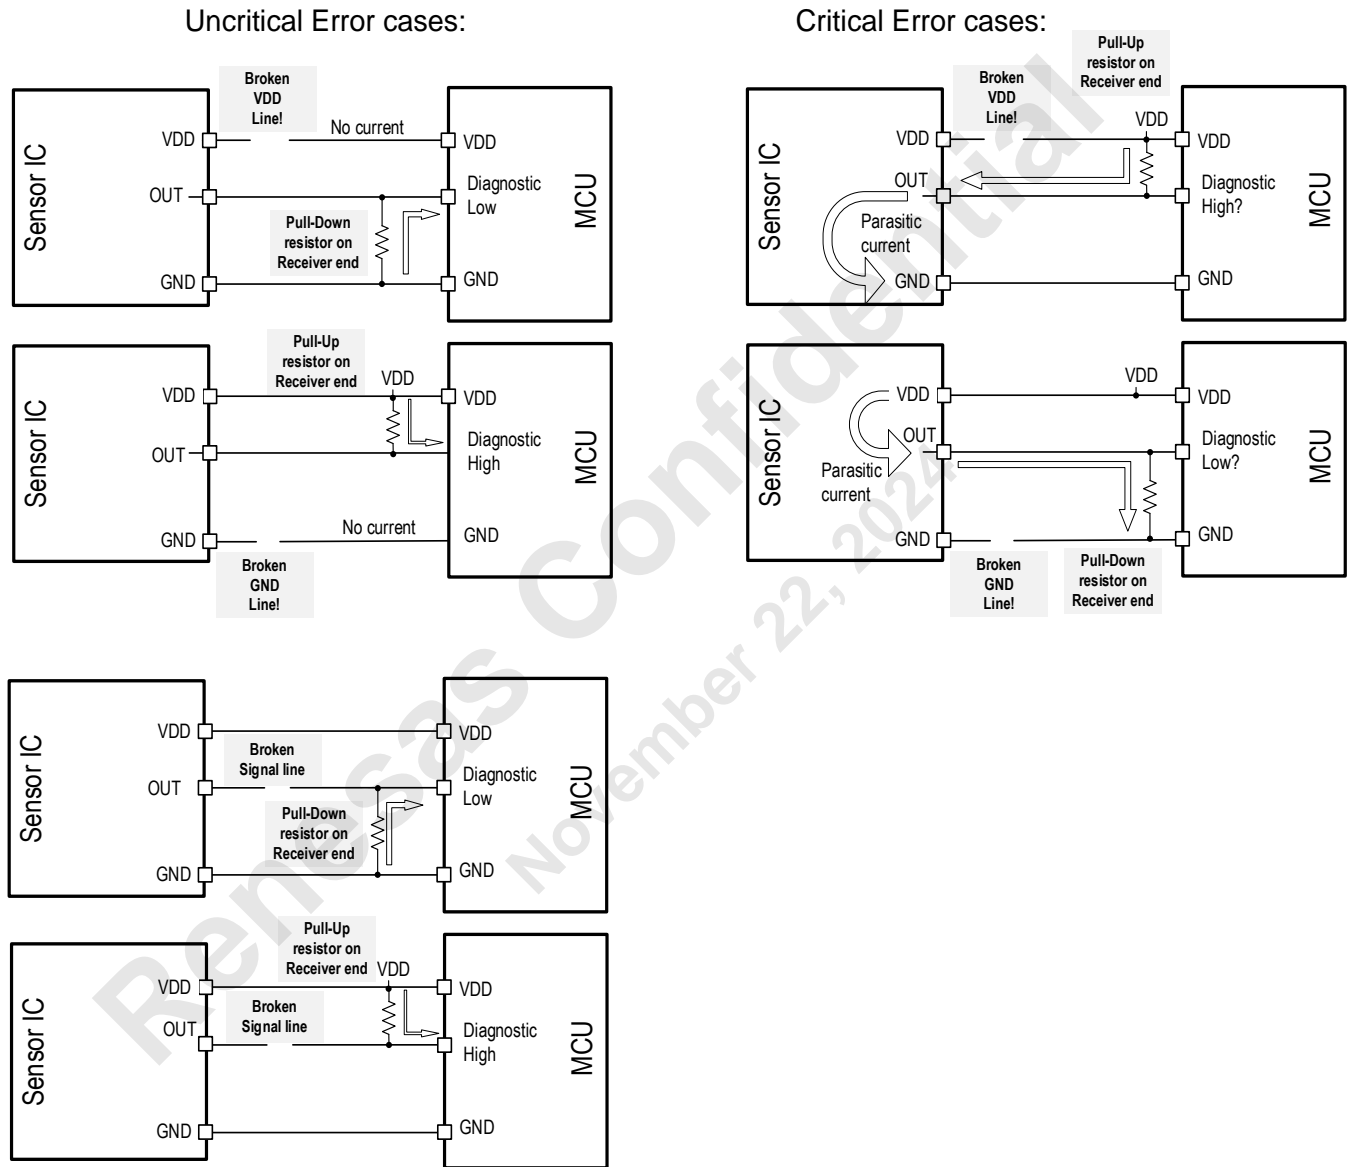 Uncritical Error cases:
Critical Error cases:
Broken
VDD
Line!
No current
Sensor IC
VDD
OUT
GND
Pull-Down
resistor on
Receiver end
VDD
Diagnostic
Low
GND
MCU
Pull-Up
resistor on
Receiver end
Broken
VDD
Line!
VDD
Sensor IC
VDD
OUT
Parasitic
current
GND
VDD
Diagnostic
High?
GND
MCU
Pull-Up
resistor on
Receiver end
VDD
Sensor IC
VDD
OUT
GND
No current
Broken
GND
Line!
VDD
Diagnostic
High
GND
MCU
VDD
Sensor IC
VDD
OUT
Parasitic
current
GND
Broken
GND
Line!
Pull-Down
resistor on
Receiver end
VDD
Diagnostic
Low?
GND
MCU
Sensor IC
VDD
OUT
GND
Broken
Signal line
Pull-Down
resistor on
Receiver end
VDD
Diagnostic
Low
GND
MCU
Pull-Up
resistor on
Receiver end
VDD
Sensor IC
VDD
OUT
GND
Broken
Signal line
VDD
Diagnostic
High
GND
MCU
Renesas Confidential
November 22, 2024